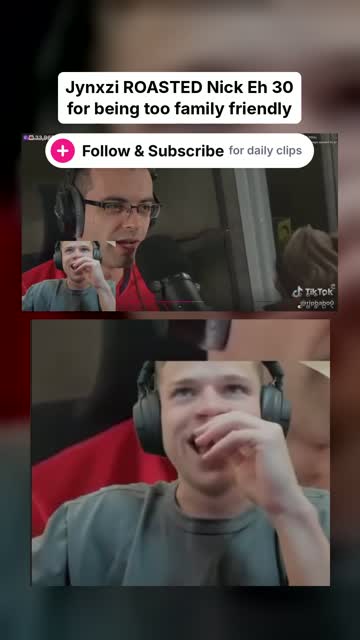 Jynxzi ROASTED Nick Eh 30
for being too family friendly
Follow & Subscribe for daily clips
TikTok